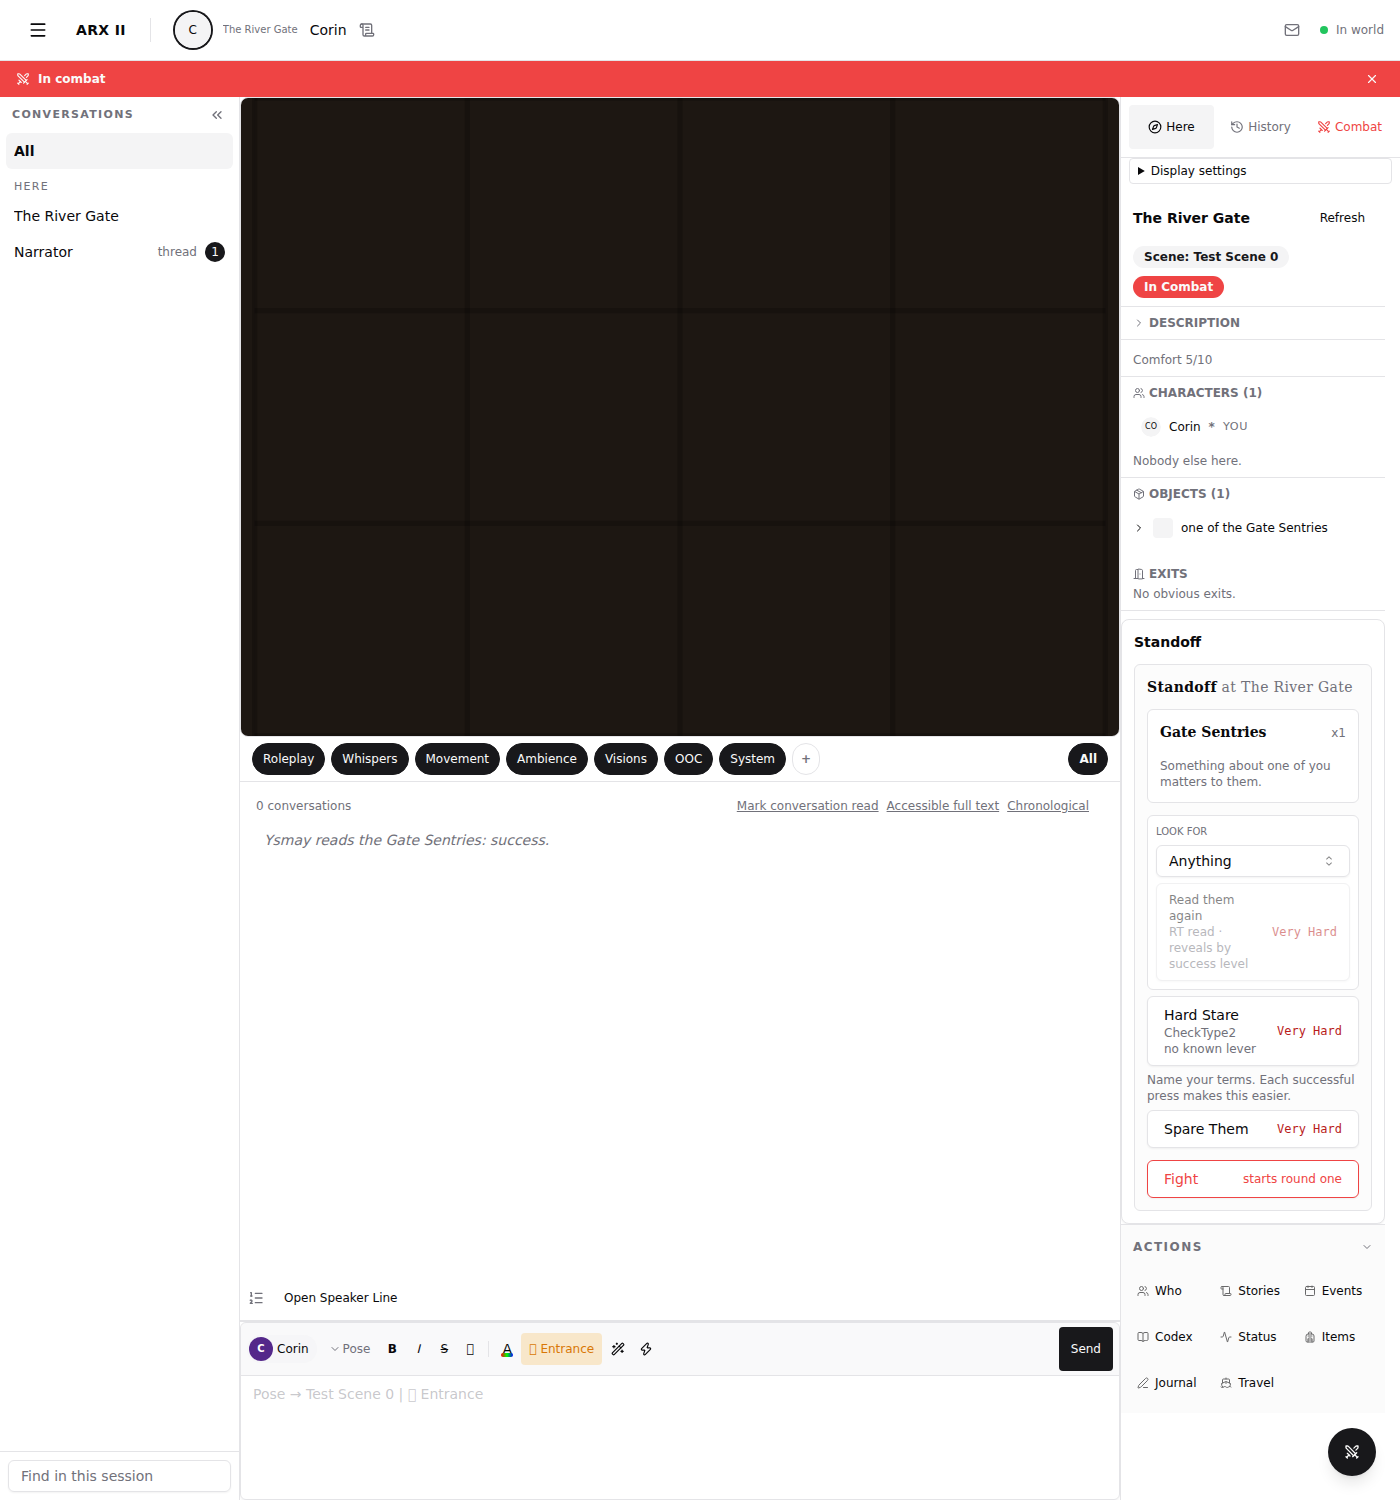 ARX II
C
The River Gate
Corin
In world
In combat
CONVERSATIONS
All
HERE
The River Gate
Narrator
thread
1
Roleplay
Whispers
Movement
Ambience
Visions
OOC
System
+
All
0 conversations
Mark conversation read
Accessible full text
Chronological
Ysmay reads the Gate Sentries: success.
Open Speaker Line
C
Corin
Pose
B
I
S
A
Entrance
Send
Pose → Test Scene 0 | Entrance
Find in this session
Here
History
Combat
Display settings
The River Gate
Refresh
Scene: Test Scene 0
In Combat
DESCRIPTION
Comfort 5/10
CHARACTERS (1)
CO
Corin * YOU
Nobody else here.
OBJECTS (1)
one of the Gate Sentries
EXITS
No obvious exits.
Standoff
Standoff at The River Gate
Gate Sentries
x1
Something about one of you
matters to them.
LOOK FOR
Anything
Read them
again
RT read ·
reveals by
success level
Very Hard
Hard Stare
CheckType2
no known lever
Very Hard
Name your terms. Each successful
press makes this easier.
Spare Them
Very Hard
Fight
starts round one
ACTIONS
Who
Stories
Events
Codex
Status
Items
Journal
Travel